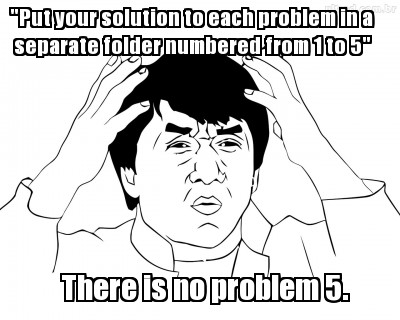 "Put your solution to each problem in a
separate folder numbered from 1 to 5"
There is no problem 5.